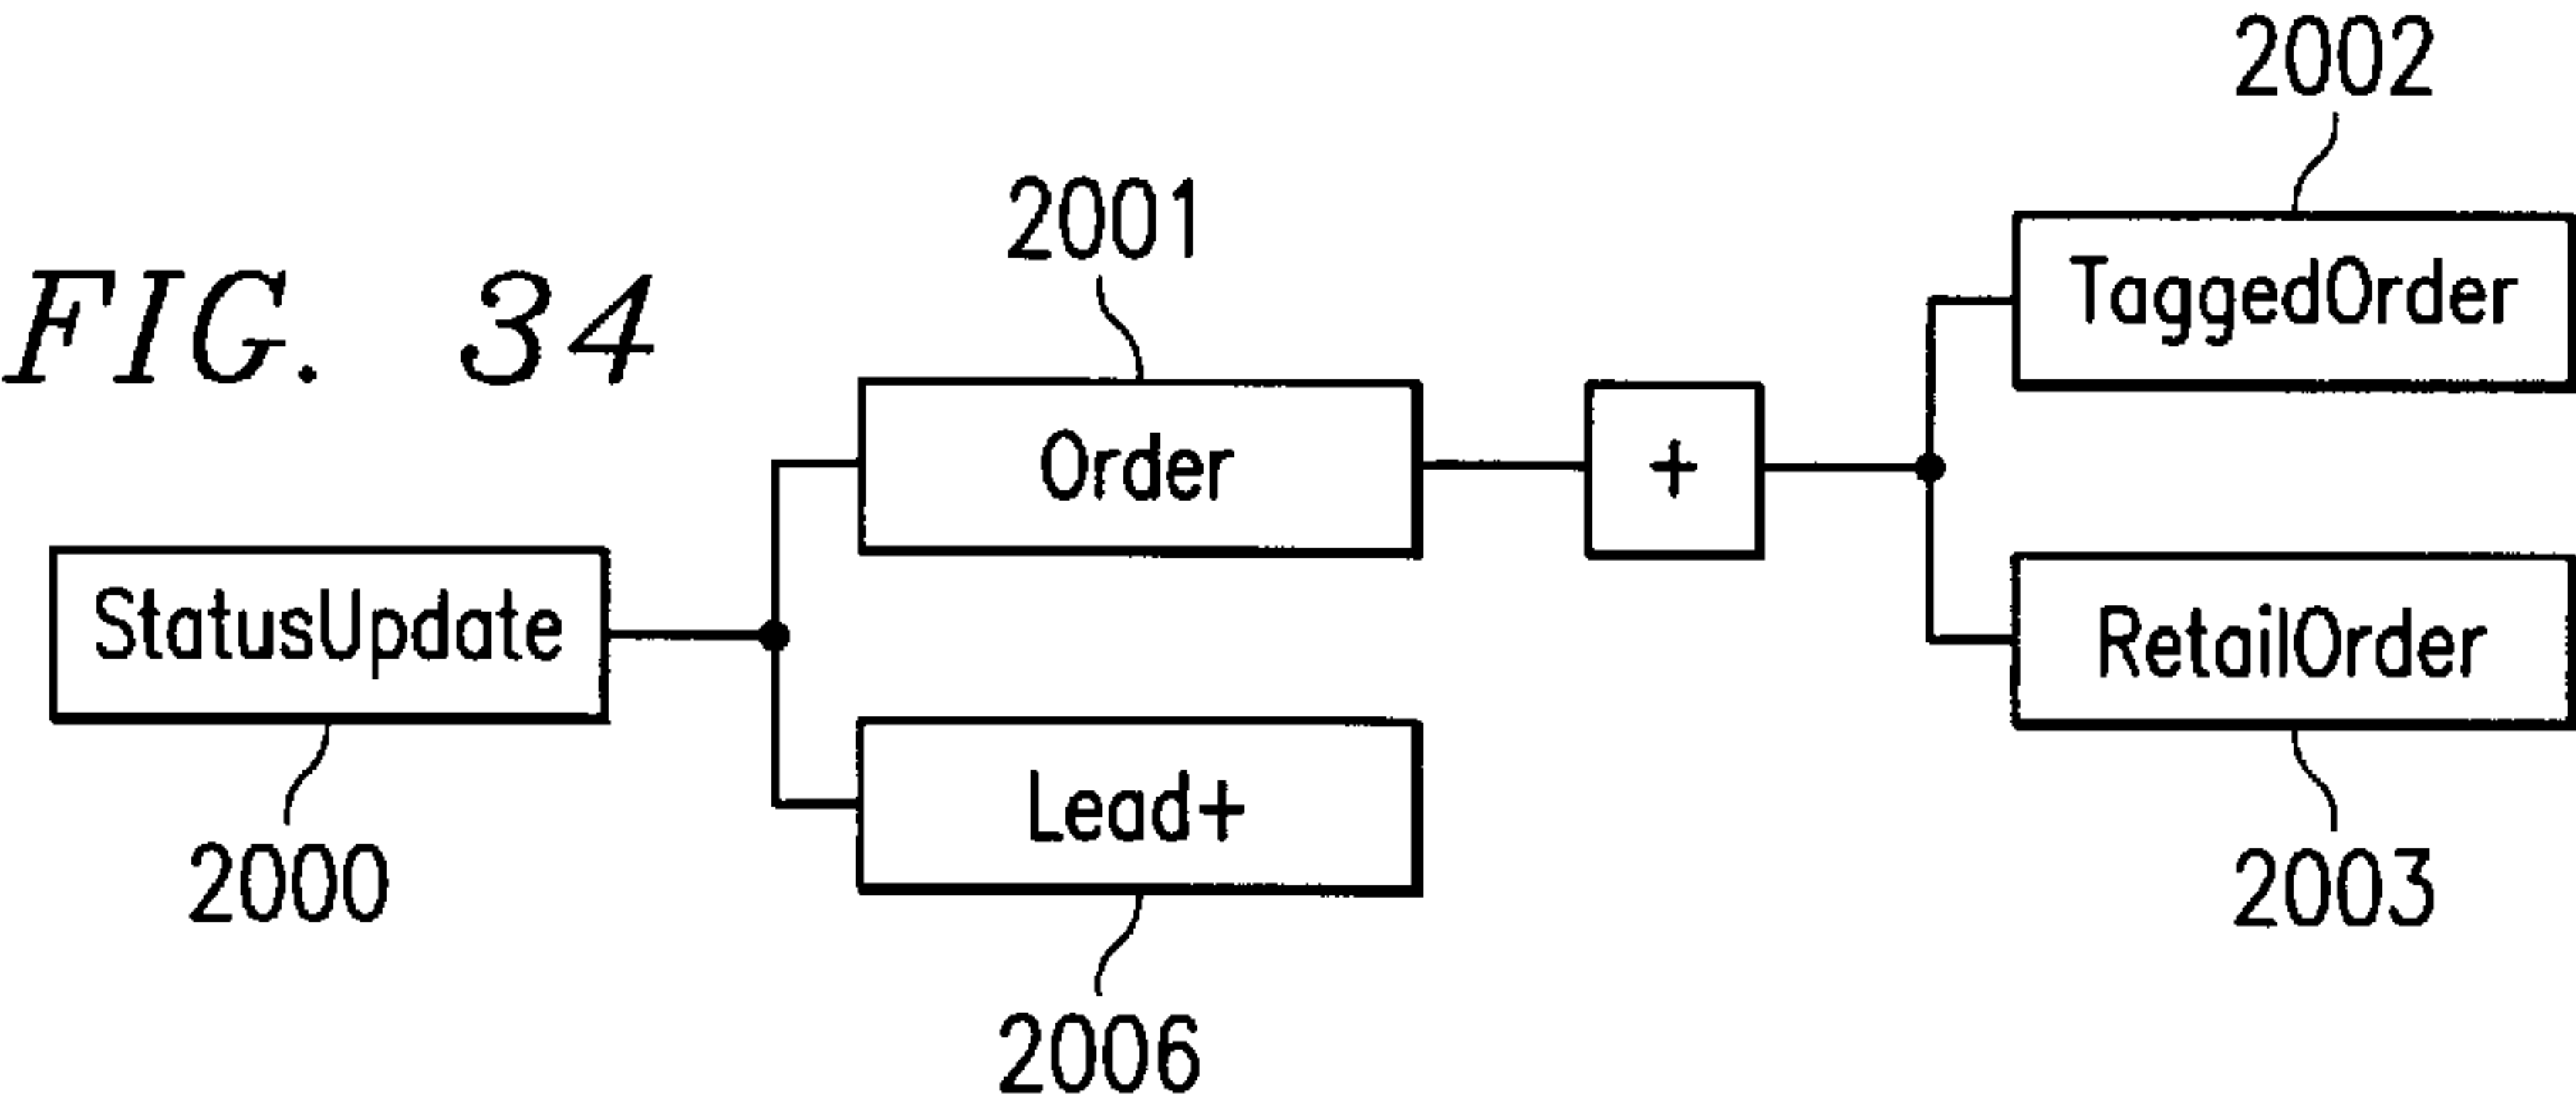 FIG. 34
2000
StatusUpdate
2001
Order
Lead+
2006
+
2002
TaggedOrder
RetailOrder
2003